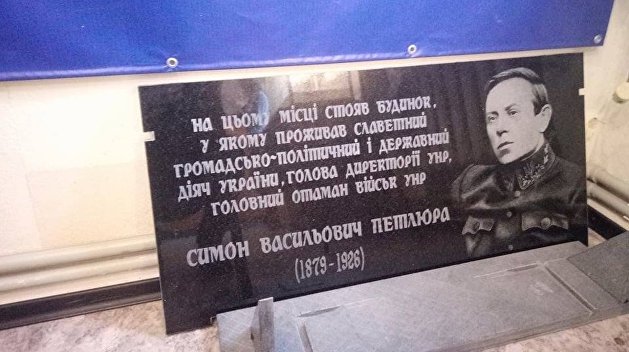 НА ЦЬОМУ МІСЦІ СТОЯВ БУДИНОК,
У ЯКОМУ ПРОЖИВАВ СЛАВЕТНИЙ
ГРОМАДСЬКО-ПОЛІТИЧНИЙ І ДЕРЖАВНИЙ
ДІЯЧ УКРАЇНИ, ГОЛОВА ДИРЕКТОРІЇ УНР,
ГОЛОВНИЙ ОТАМАН ВІЙСЬК УНР
СИМОН ВАСИЛЬОВИЧ ПЕТЛЮРА
(1879-1926)